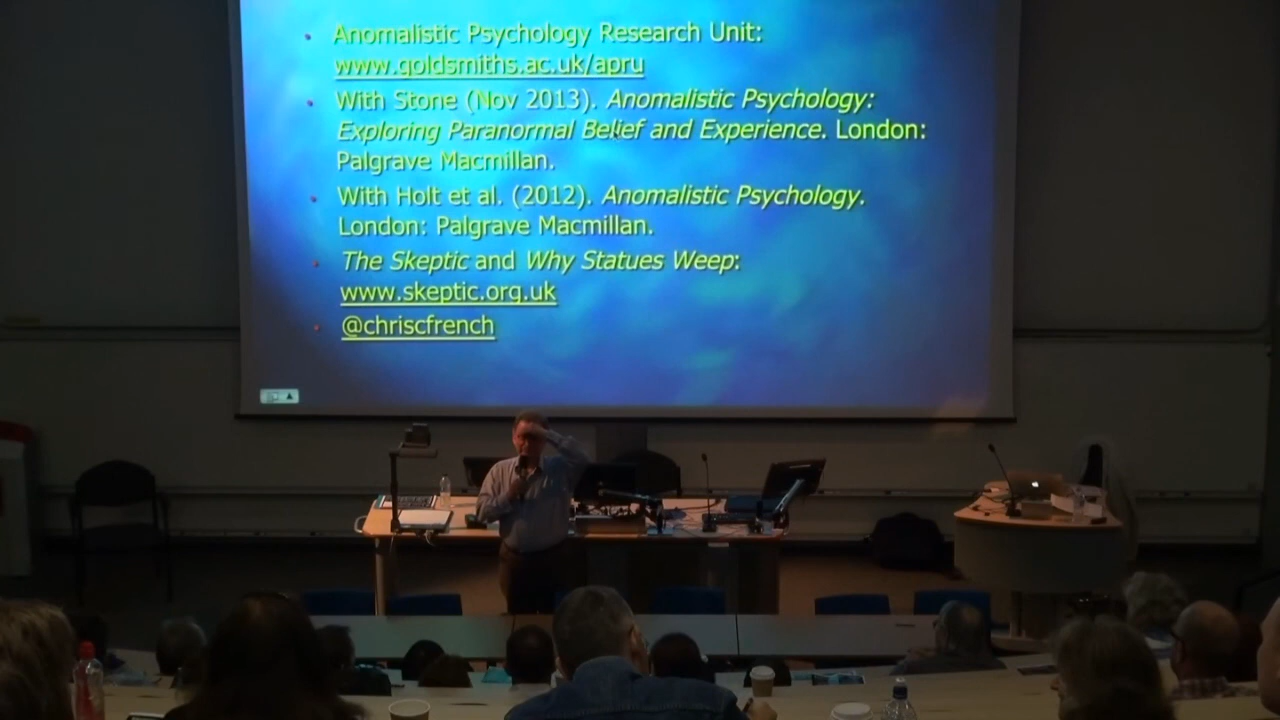 Anomalistic Psychology Research Unit:
www.goldsmiths.ac.uk/apru
With Stone (Nov 2013). Anomalistic Psychology:
Exploring Paranormal Belief and Experience. London:
Palgrave Macmillan.
With Holt et al. (2012). Anomalistic Psychology.
London: Palgrave Macmillan.
The Skeptic and Why Statues Weep:
www.skeptic.org.uk
@chriscfrench